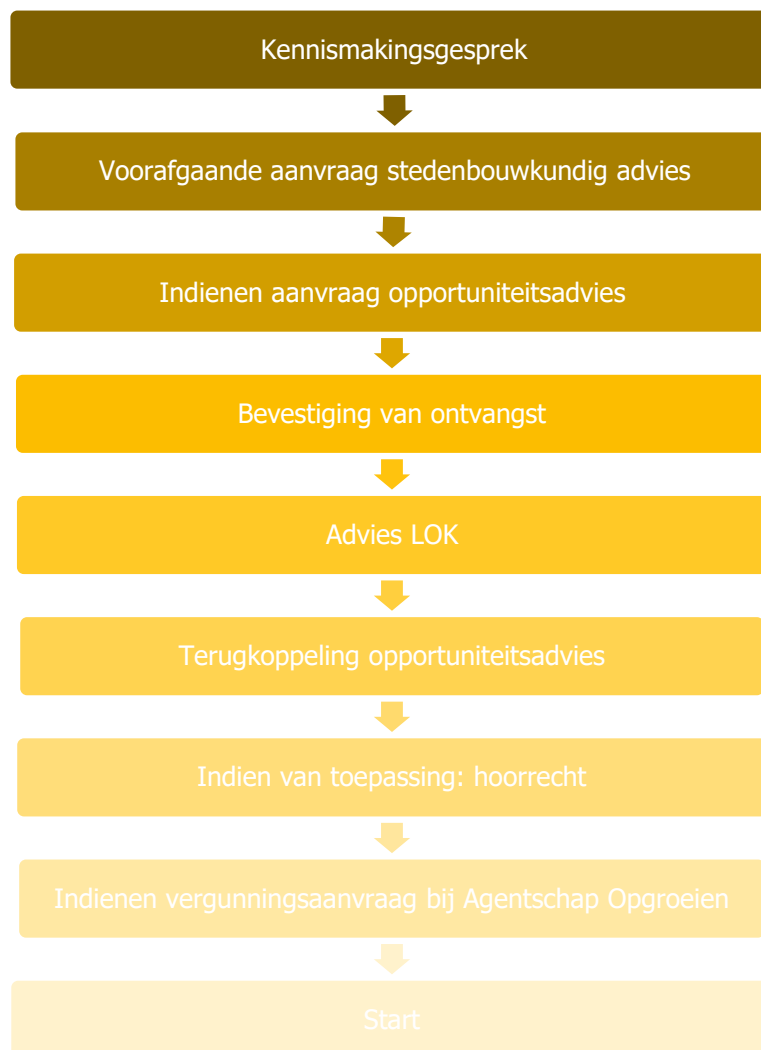 Kennismakingsgesprek
Voorafgaande aanvraag stedenbouwkundig advies
Indienen aanvraag opportuniteitsadvies
Bevestiging van ontvangst
Advies LOK
Terugkoppeling opportuniteitsadvies
Indien van toepassing: hoorrecht
Indienen vergunningsaanvraag bij Agentschap Opgroeien
Start